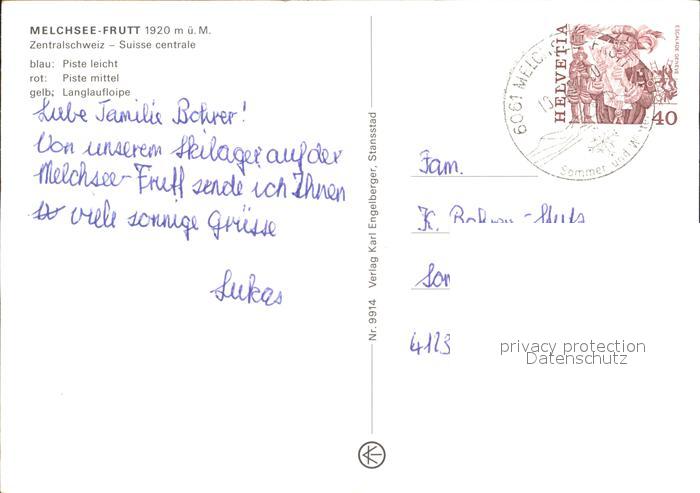 MELCHSEE-FRUTT 1920 m ü. M.
Zentralschweiz – Suisse centrale
blau: Piste leicht
rot: Piste mittel
gelb: Langlaufloipe
Liebe Familie Bohrer!
Von unserem Skilager auf der
Melchsee-Frutt sende ich Ihnen
viele sonnige Grüsse
Lukas
Nr. 9914 Verlag Karl Engelberger, Stansstad
HELVETIA
ESCALADE GENÈVE
40
6061 MELCH
Sommer und
Fam.
K.
4123
privacy protection
Datenschutz